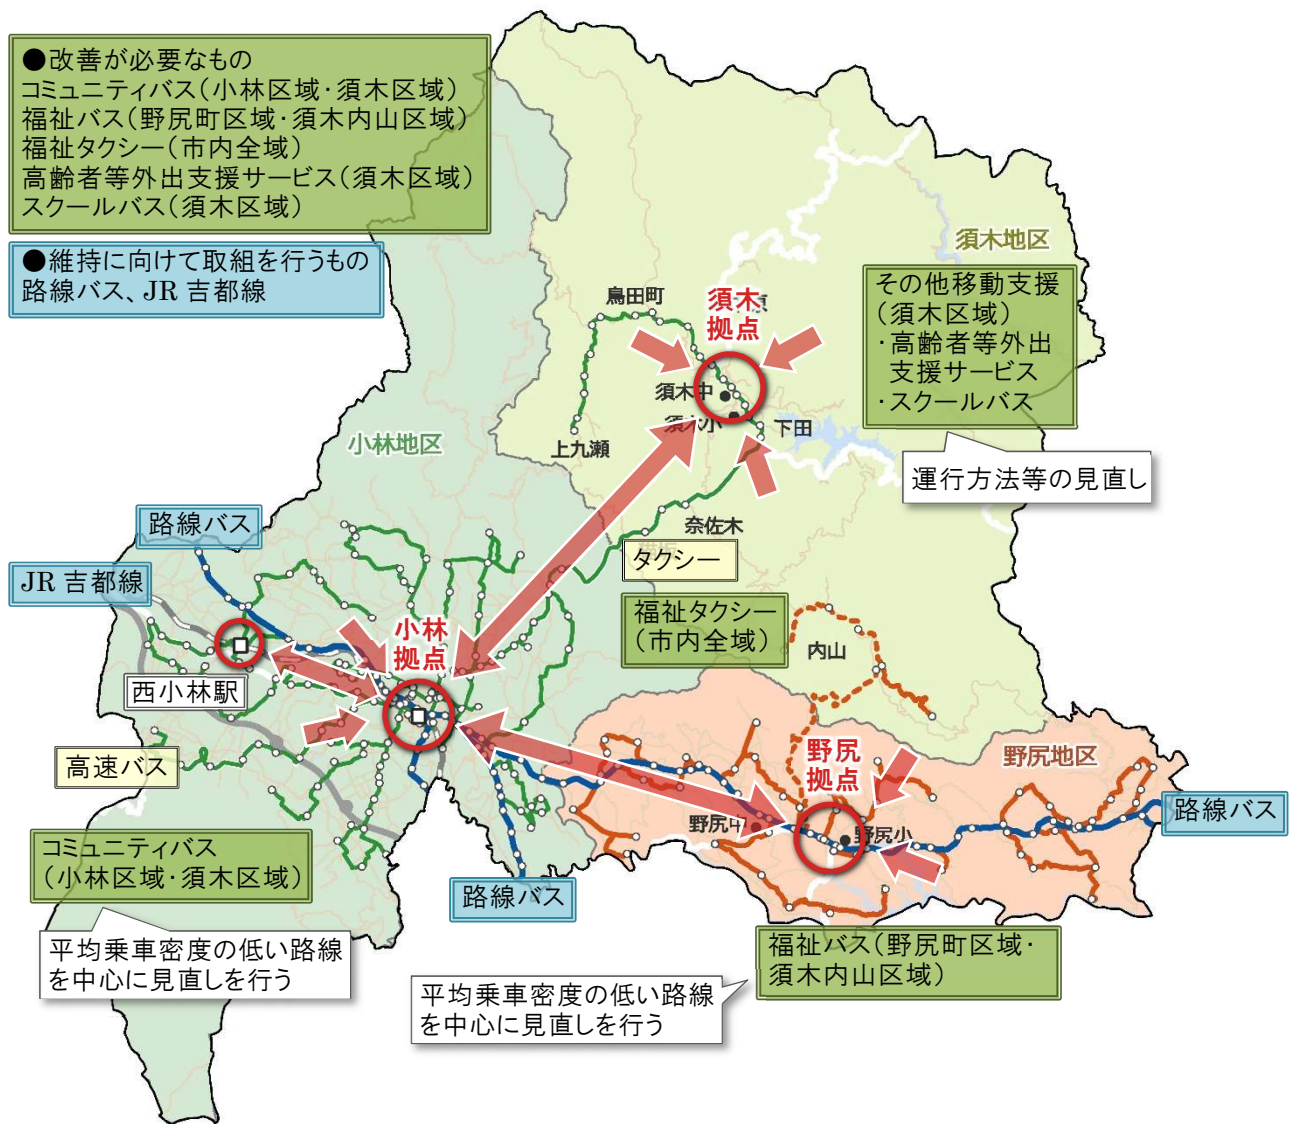 ●改善が必要なもの
コミュニティバス(小林区域・須木区域)
福祉バス(野尻町区域・須木内山区域)
福祉タクシー(市内全域)
高齢者等外出支援サービス(須木区域)
スクールバス(須木区域)
●維持に向けて取組を行うもの
路線バス、JR 吉都線
須木地区
その他移動支援
(須木区域)
・高齢者等外出
支援サービス
・スクールバス
運行方法等の見直し
鳥田町
須木
拠点
須木中
須木小
下田
上九瀬
奈佐木
小林地区
路線バス
JR 吉都線
タクシー
福祉タクシー
(市内全域)
内山
小林
拠点
西小林駅
高速バス
野尻
拠点
野尻地区
野尻中
野尻小
路線バス
コミュニティバス
(小林区域・須木区域)
平均乗車密度の低い路線
を中心に見直しを行う
路線バス
福祉バス(野尻町区域・
須木内山区域)
平均乗車密度の低い路線
を中心に見直しを行う